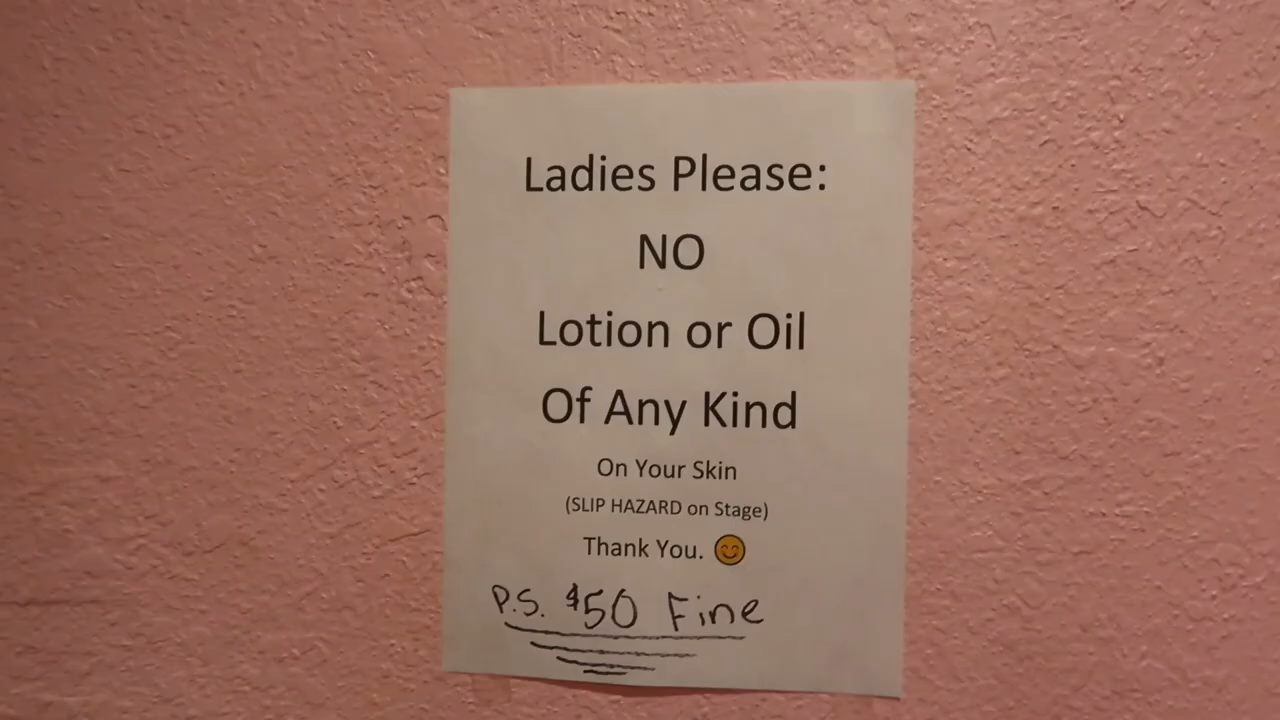 Ladies Please:
NO
Lotion or Oil
Of Any Kind
On Your Skin
(SLIP HAZARD on Stage)
Thank You. 😊
P.S. $50 Fine